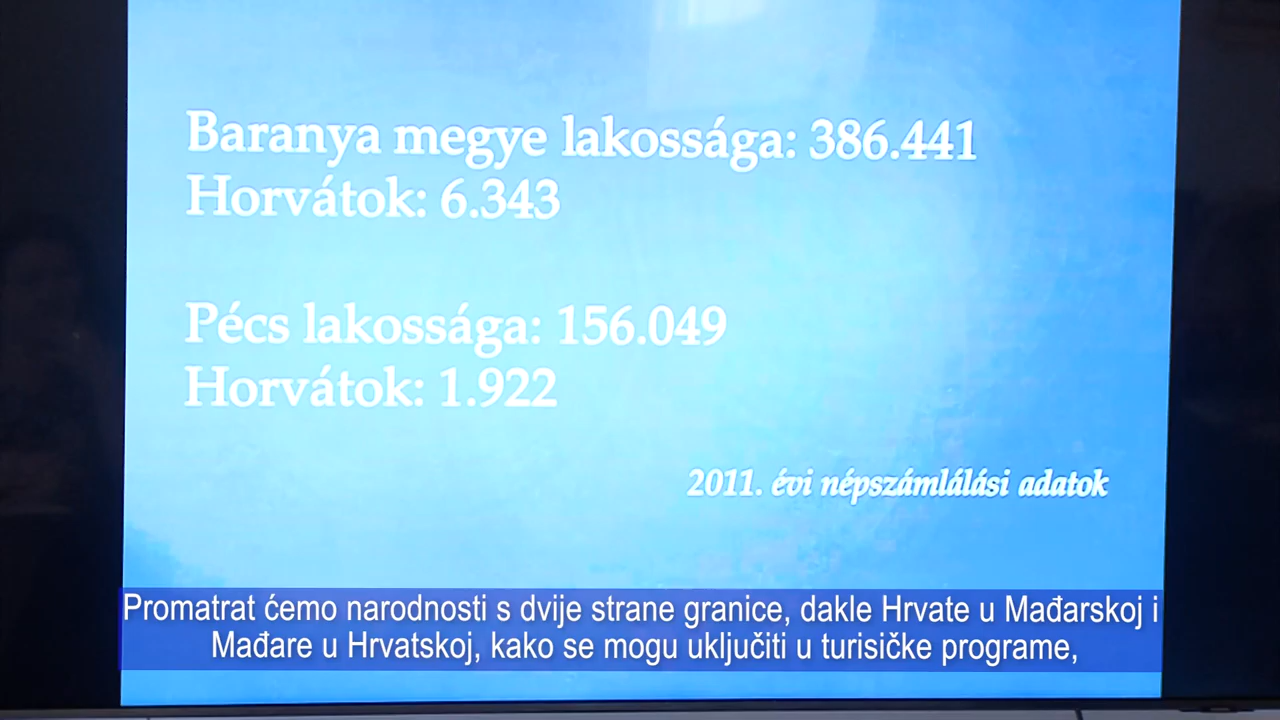 Baranya megye lakossága: 386.441
Horvátok: 6.343
Pécs lakossága: 156.049
Horvátok: 1.922
2011. évi népszámlálási adatok
Promatrat ćemo narodnosti s dvije strane granice, dakle Hrvate u Mađarskoj i
Mađare u Hrvatskoj, kako se mogu uključiti u turisičke programe,